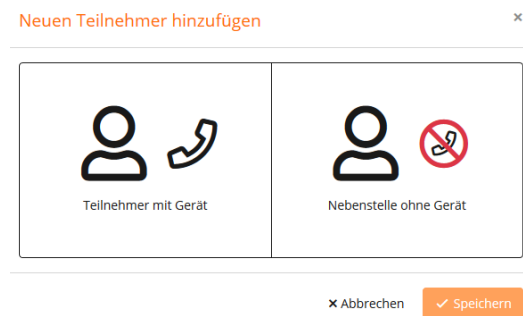 Neuen Teilnehmer hinzufügen
×
Teilnehmer mit Gerät
Nebenstelle ohne Gerät
× Abbrechen
✓ Speichern